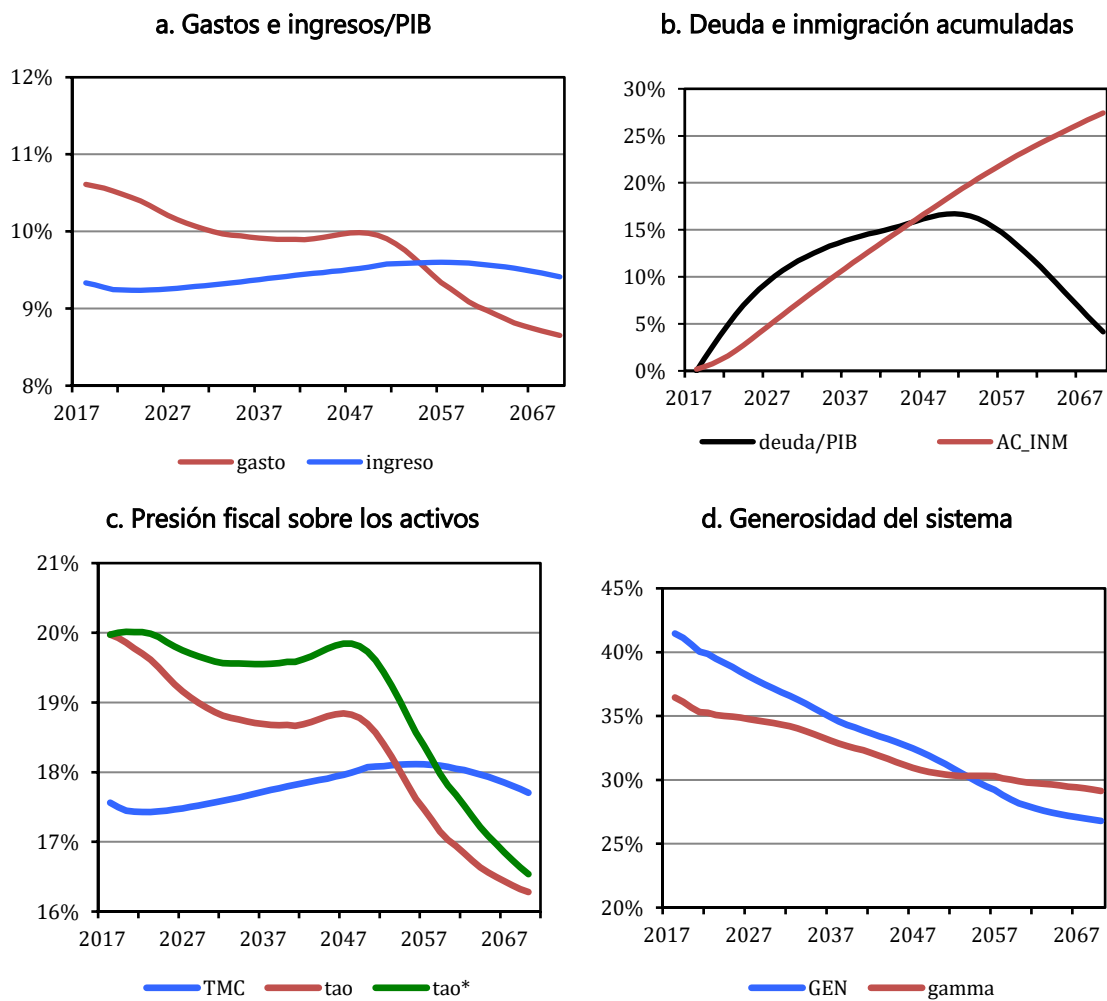 a. Gastos e ingresos/PIB
12%
11%
10%
9%
8%
2017 2027 2037 2047 2057 2067
gasto ingreso
b. Deuda e inmigración acumuladas
30%
25%
20%
15%
10%
5%
0%
2017 2027 2037 2047 2057 2067
deuda/PIB AC_INM
c. Presión fiscal sobre los activos
21%
20%
19%
18%
17%
16%
2017 2027 2037 2047 2057 2067
TMC tao tao*
d. Generosidad del sistema
45%
40%
35%
30%
25%
20%
2017 2027 2037 2047 2057 2067
GEN gamma